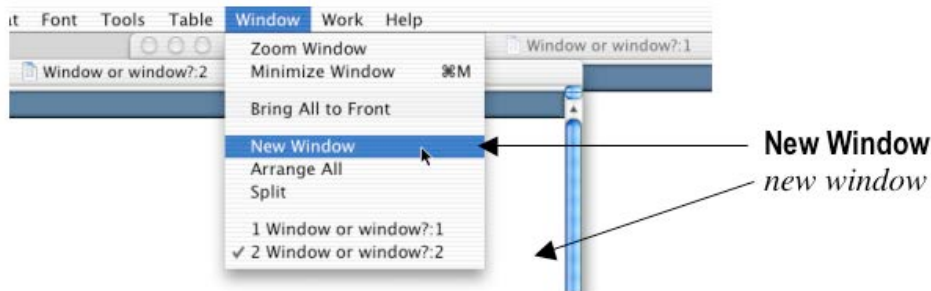 Font Tools Table Window Work Help
Zoom Window
Window or window?:1
Window or window?:2
Minimize Window ⌘M
Bring All to Front
New Window
Arrange All
Split
1 Window or window?:1
✓ 2 Window or window?:2
New Window
new window